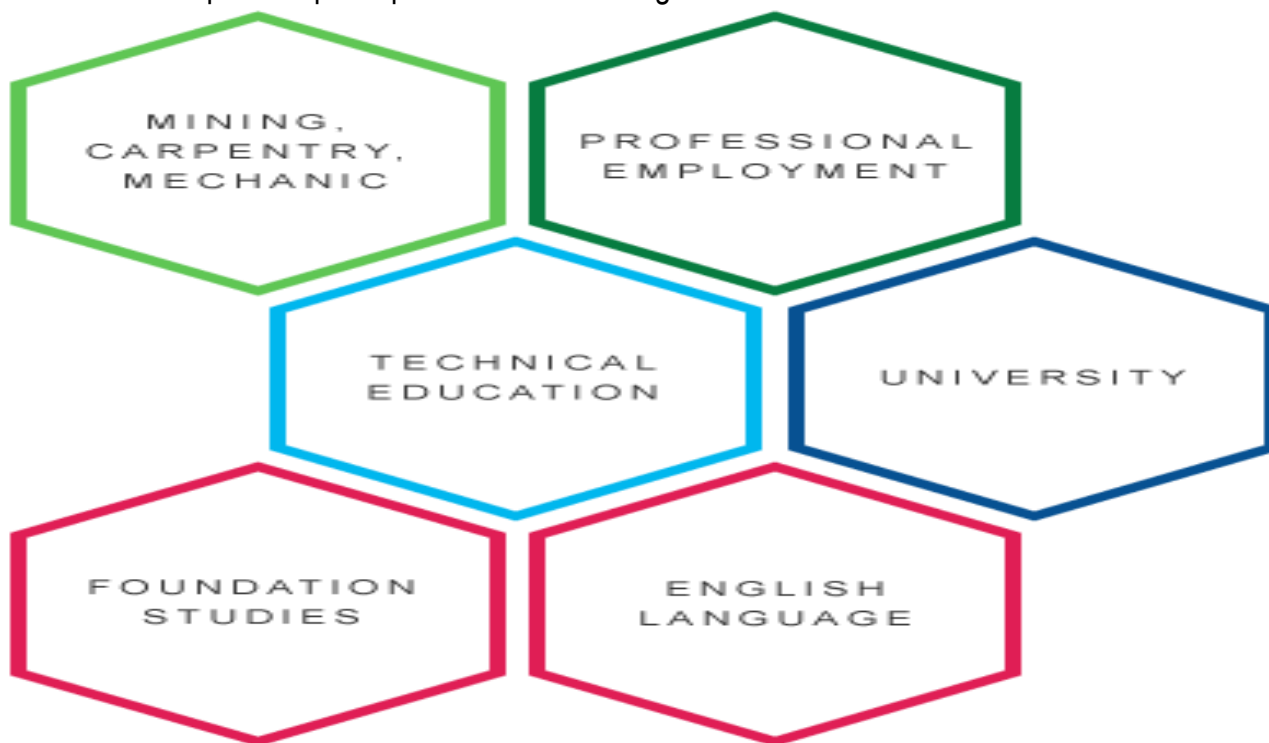 MINING,
CARPENTRY,
MECHANIC
PROFESSIONAL
EMPLOYMENT
TECHNICAL
EDUCATION
UNIVERSITY
FOUNDATION
STUDIES
ENGLISH
LANGUAGE